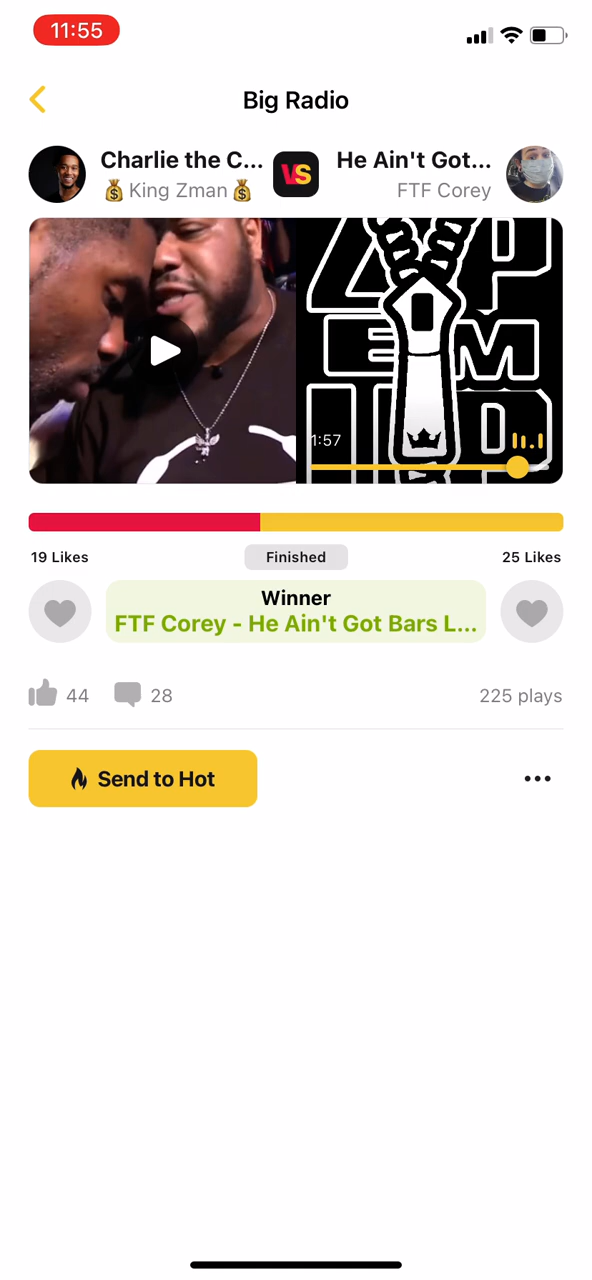 11:55
Big Radio
Charlie the C...
💰King Zman💰
VS
He Ain't Got...
FTF Corey
1:57
19 Likes
Finished
25 Likes
Winner
FTF Corey - He Ain't Got Bars L...
44
28
225 plays
Send to Hot